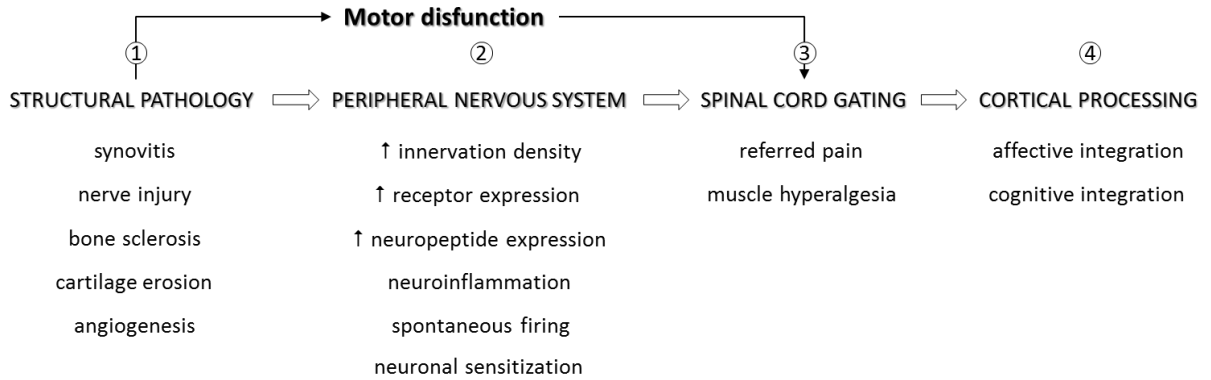 Motor disfunction
① ② ③ ④
STRUCTURAL PATHOLOGY PERIPHERAL NERVOUS SYSTEM SPINAL CORD GATING CORTICAL PROCESSING
synovitis ↑ innervation density referred pain affective integration
nerve injury ↑ receptor expression muscle hyperalgesia cognitive integration
bone sclerosis ↑ neuropeptide expression
cartilage erosion neuroinflammation
angiogenesis spontaneous firing
neuronal sensitization